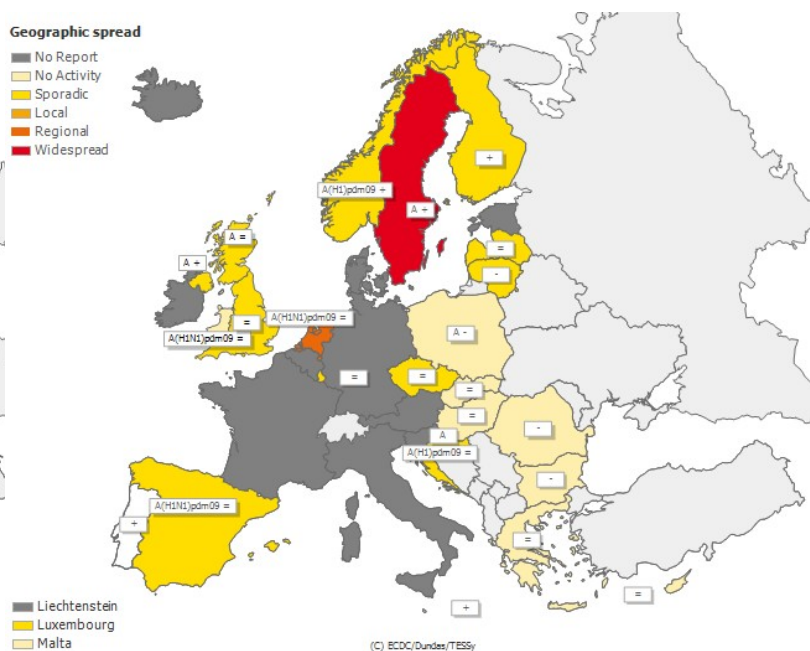 Geographic spread
No Report
No Activity
Sporadic
Local
Regional
Widespread
+
A(H1)pdm09 +
A +
A =
=
A +
-
A(H1N1)pdm09 =
=
A(H1N1)pdm09 =
A -
=
=
=
=
A
-
A(H1)pdm09 =
-
A(H1N1)pdm09 =
+
=
=
+
Liechtenstein
Luxembourg
Malta
(C) ECDC/Dundas/TESSy